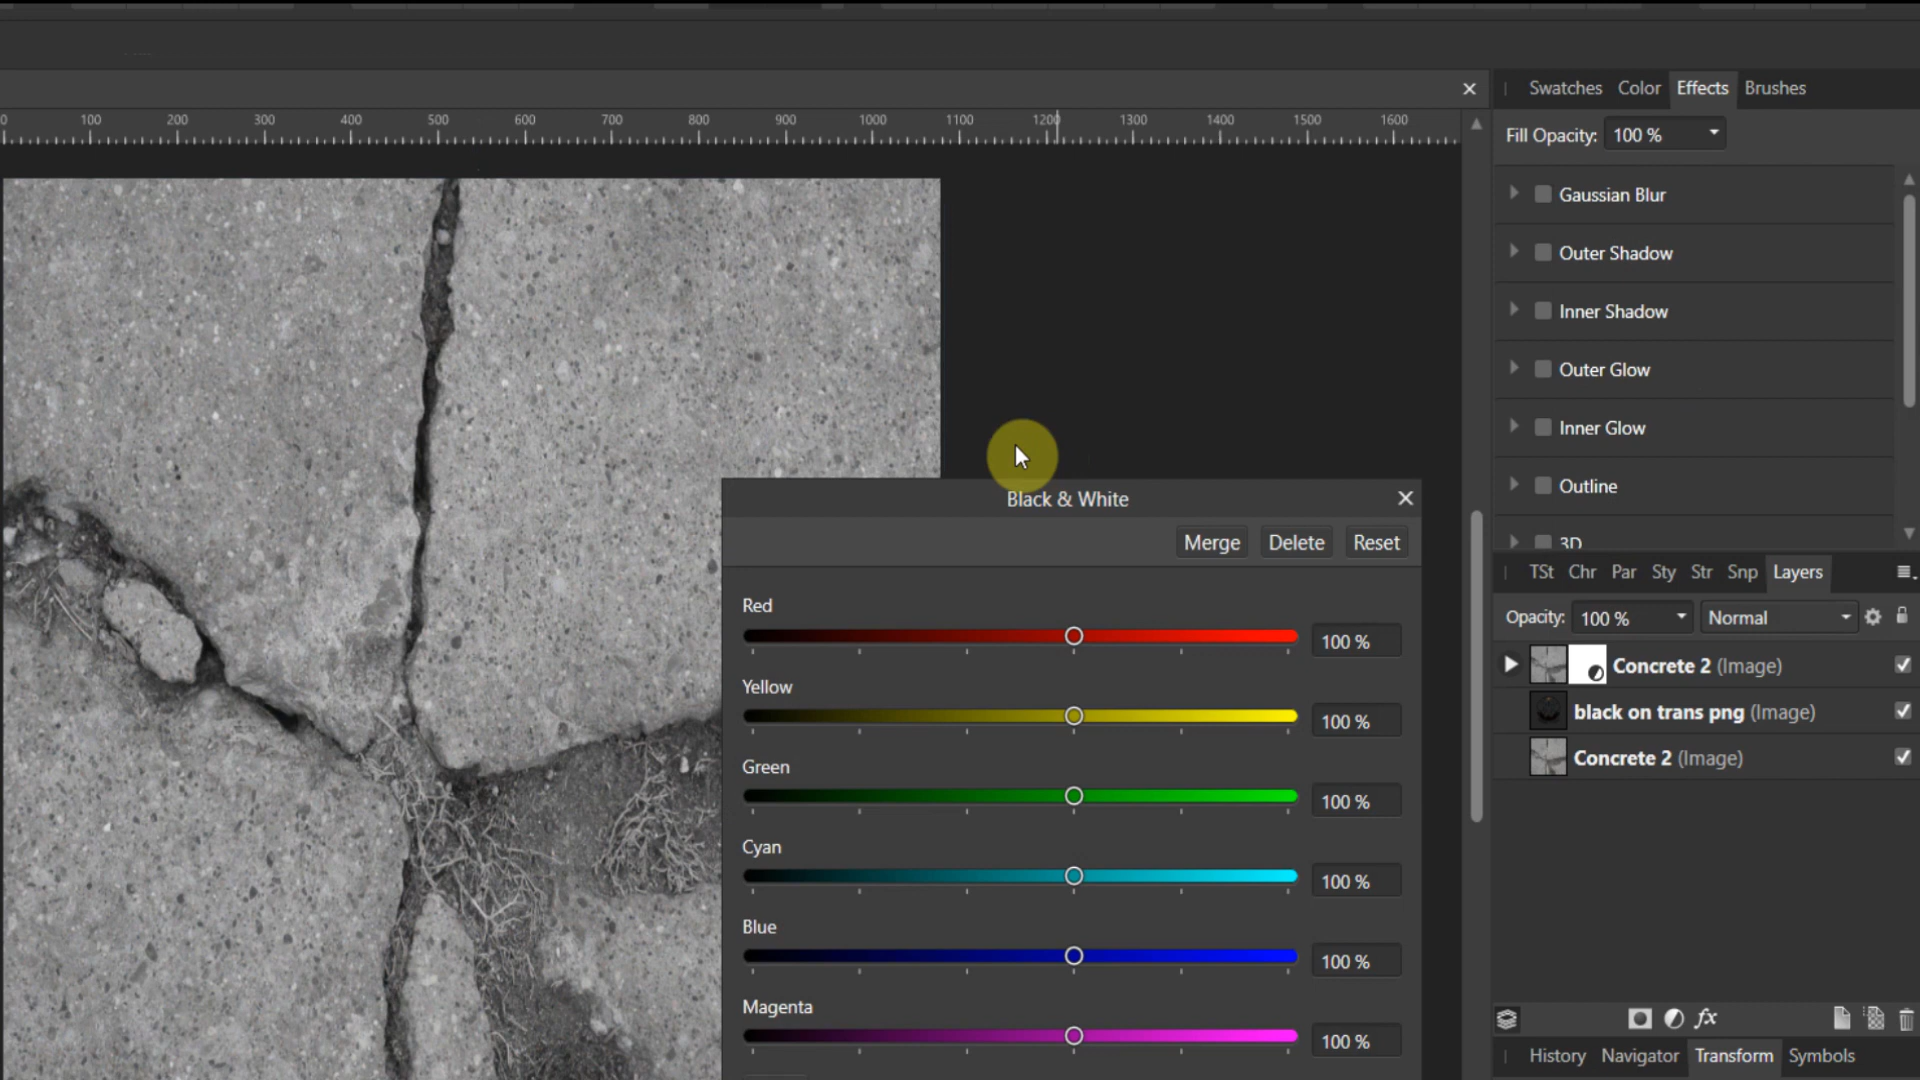 Swatches Color Effects Brushes
0 100 200 300 400 500 600 700 800 900 1000 1100 1200 1300 1400 1500 1600
Fill Opacity: 100 %
Gaussian Blur
Outer Shadow
Inner Shadow
Outer Glow
Inner Glow
Outline
3D
Black & White
Merge Delete Reset
Red
100 %
Yellow
100 %
Green
100 %
Cyan
100 %
Blue
100 %
Magenta
100 %
TSt Chr Par Sty Str Snp Layers
Opacity: 100 % Normal
Concrete 2 (Image)
black on trans png (Image)
Concrete 2 (Image)
fx
History Navigator Transform Symbols